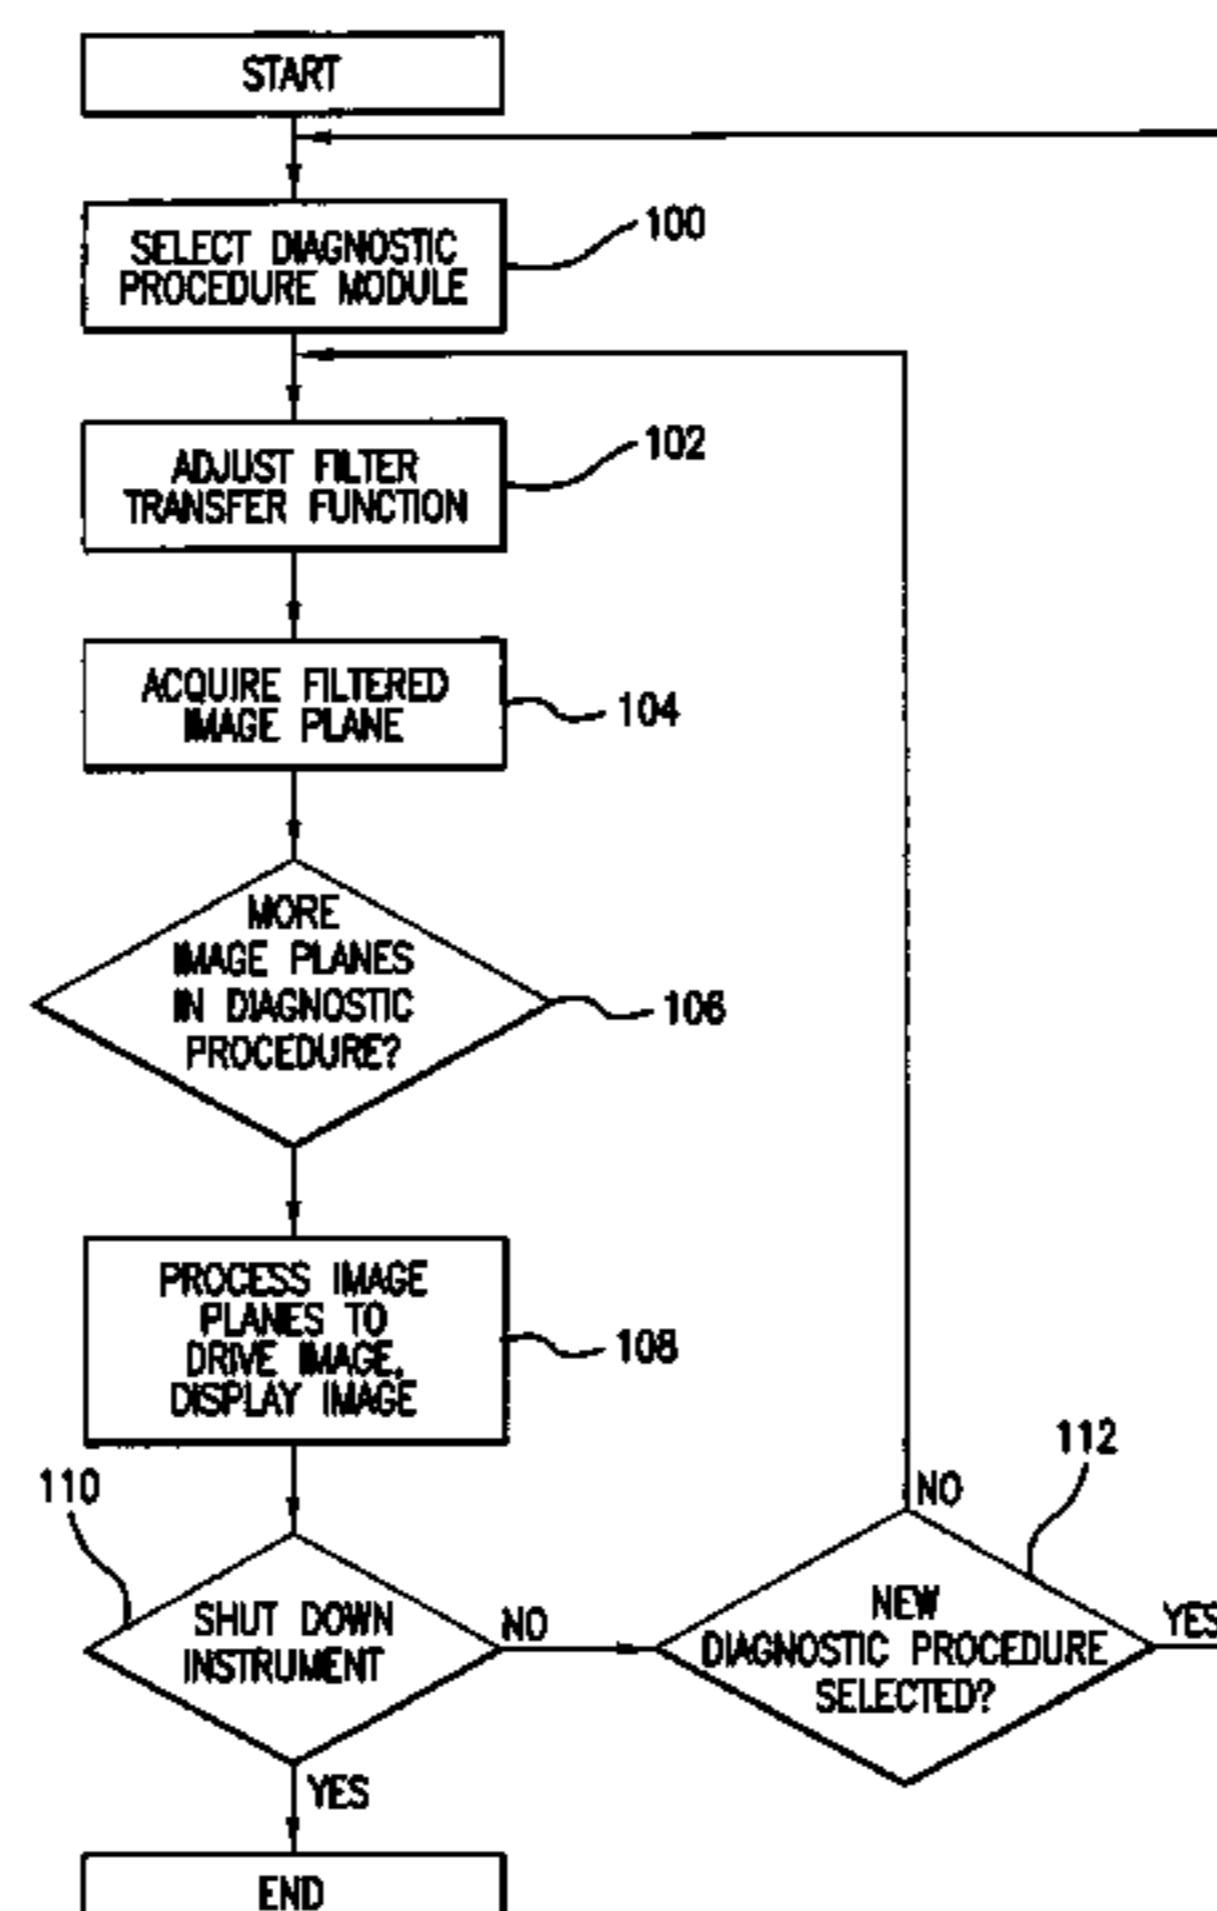 START
SELECT DIAGNOSTIC
PROCEDURE MODULE
100
ADJUST FILTER
TRANSFER FUNCTION
102
ACQUIRE FILTERED
IMAGE PLANE
104
MORE
IMAGE PLANES
IN DIAGNOSTIC
PROCEDURE?
106
PROCESS IMAGE
PLANES TO
DRIVE IMAGE,
DISPLAY IMAGE
108
110
SHUT DOWN
INSTRUMENT
NO
YES
112
NO
NEW
DIAGNOSTIC PROCEDURE
SELECTED?
YES
END